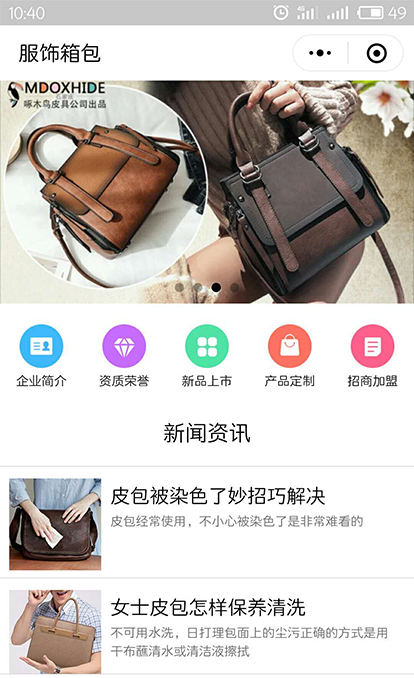 10:40
4G
49
服饰箱包
MDOXHIDE
啄木鸟皮具公司出品
企业简介
资质荣誉
新品上市
产品定制
招商加盟
新闻资讯
皮包被染色了妙招巧解决
皮包经常使用，不小心被染色了是非常难看的
女士皮包怎样保养清洗
不可用水洗，日打理包面上的尘污正确的方式是用
干布蘸清水或清洁液擦拭